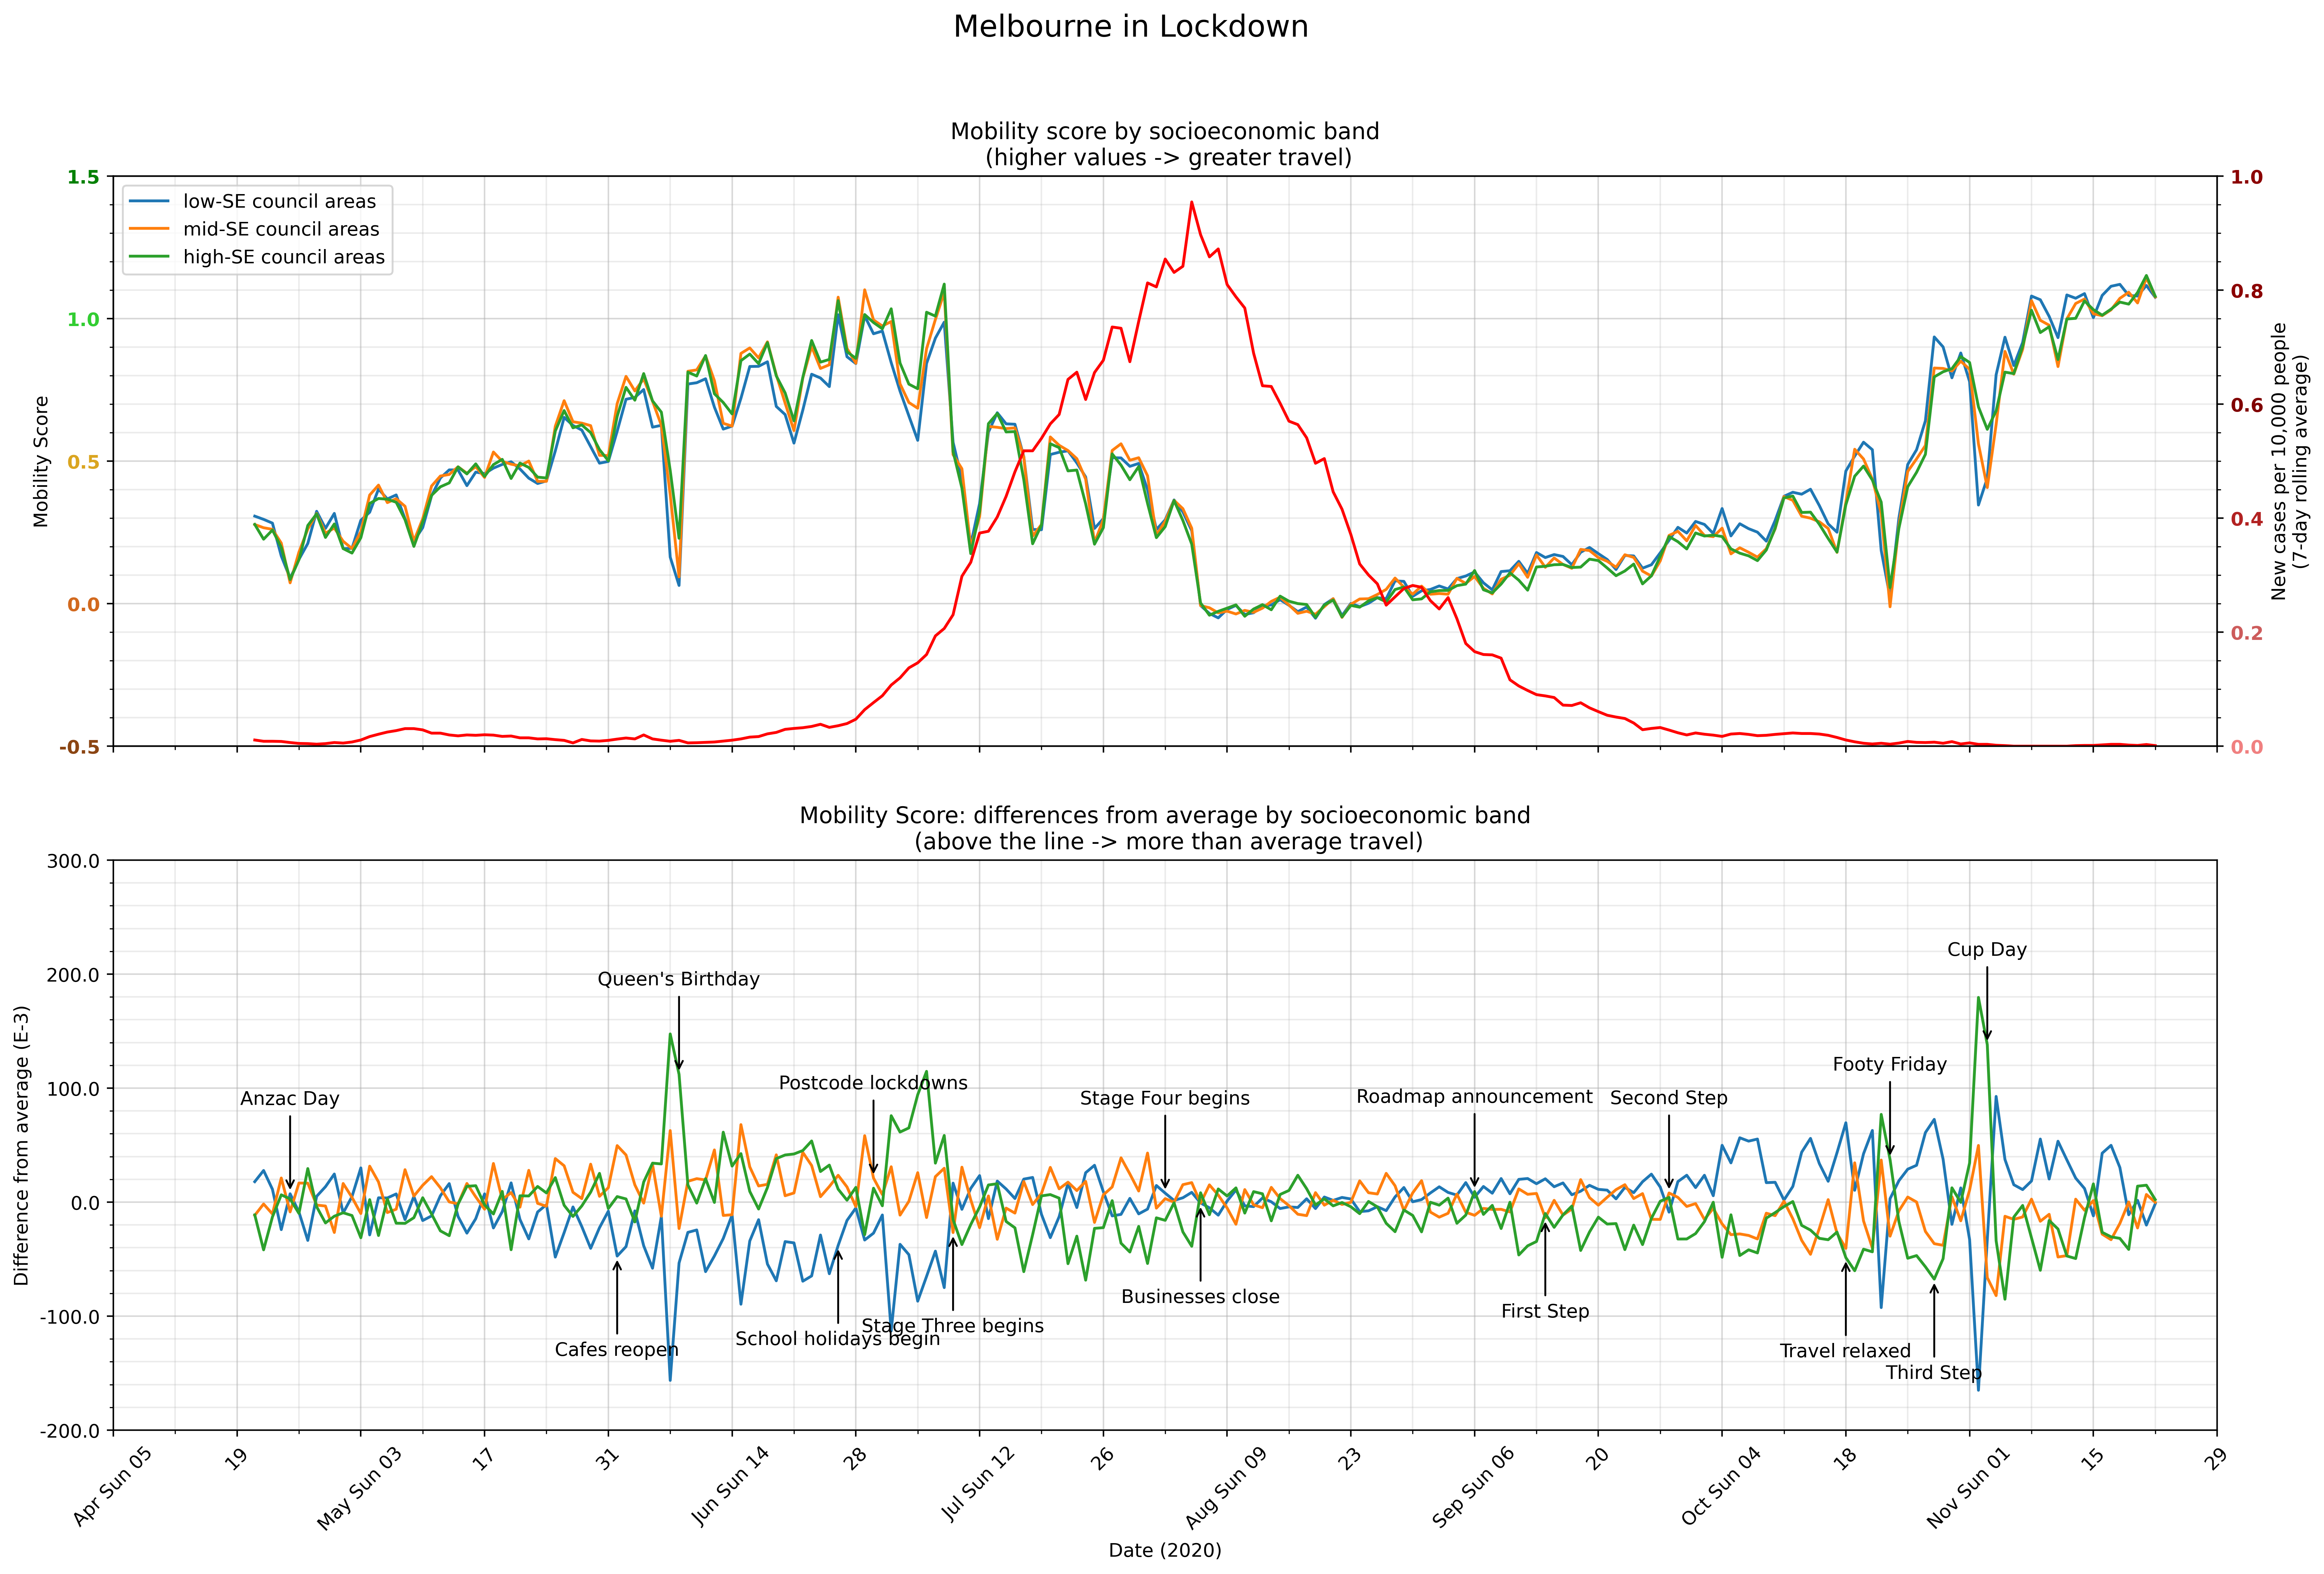 Melbourne in Lockdown
Mobility score by socioeconomic band
(higher values -> greater travel)
low-SE council areas
mid-SE council areas
high-SE council areas
Mobility Score
1.5
1.0
0.5
0.0
-0.5
1.0
0.8
0.6
0.4
0.2
0.0
New cases per 10,000 people
(7-day rolling average)
Mobility Score: differences from average by socioeconomic band
(above the line -> more than average travel)
Difference from average (E-3)
300.0
200.0
100.0
0.0
-100.0
-200.0
Anzac Day
Cafes reopen
Queen's Birthday
School holidays begin
Postcode lockdowns
Stage Three begins
Stage Four begins
Businesses close
Roadmap announcement
First Step
Second Step
Travel relaxed
Footy Friday
Third Step
Cup Day
Apr Sun 05
19
May Sun 03
17
31
Jun Sun 14
28
Jul Sun 12
26
Aug Sun 09
23
Sep Sun 06
20
Oct Sun 04
18
Nov Sun 01
15
29
Date (2020)